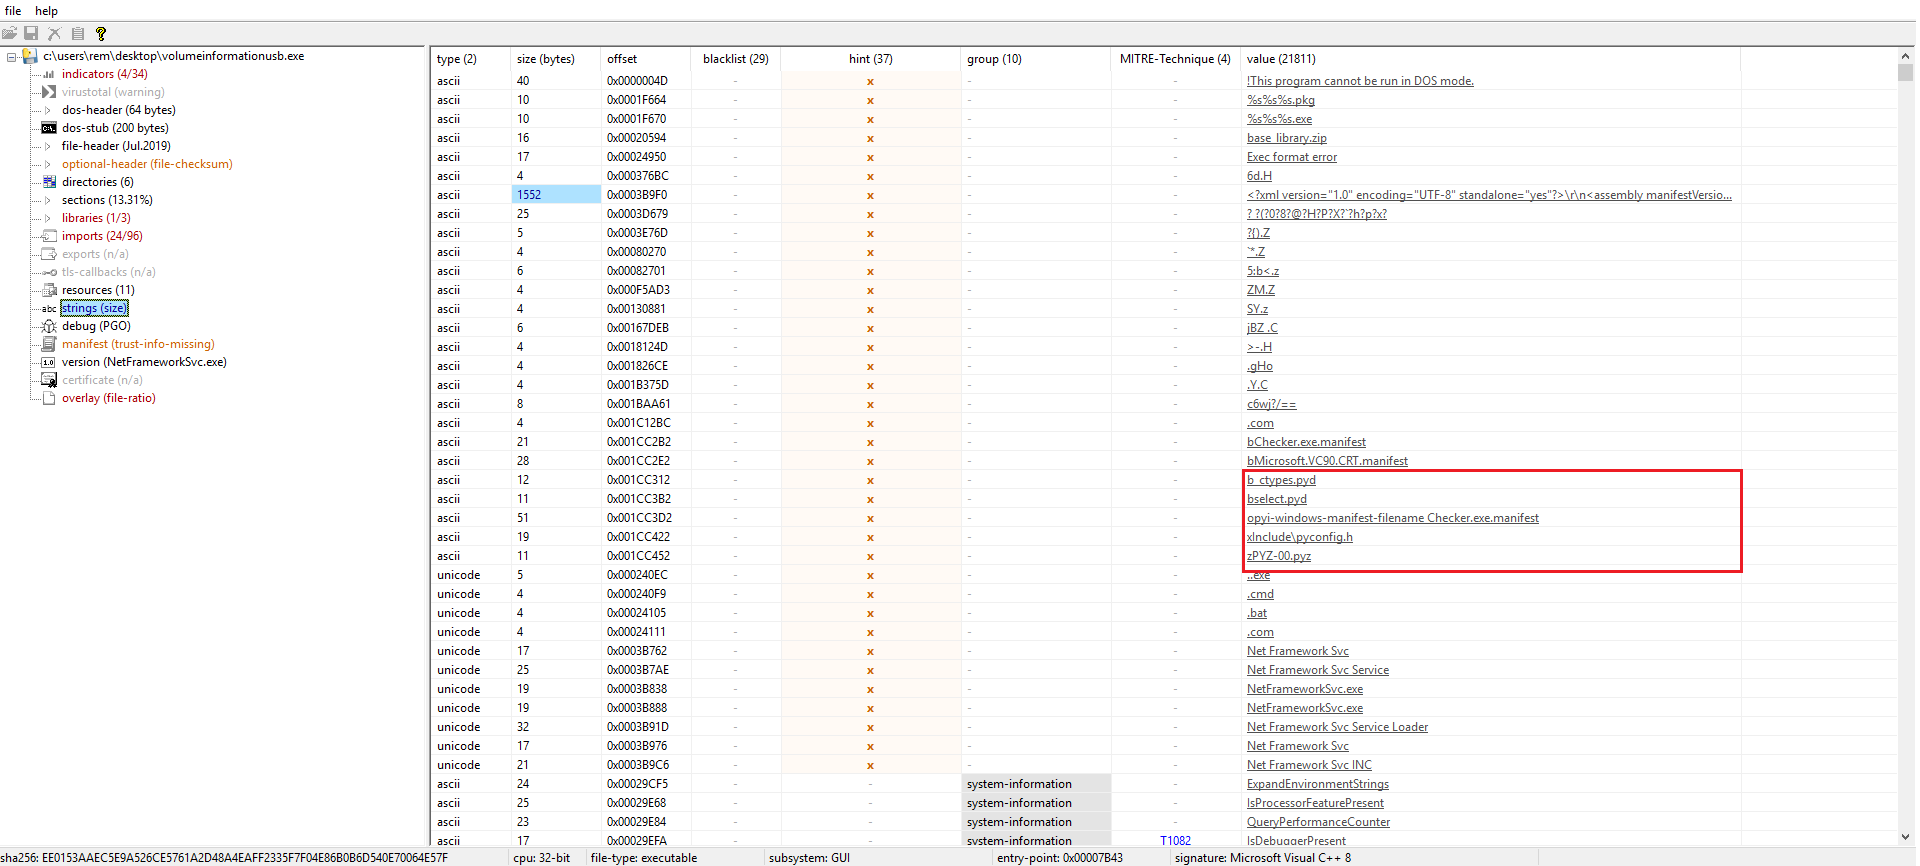 file help
c:\users\rem\desktop\volumeinformationusb.exe
indicators (4/34)
virustotal (warning)
dos-header (64 bytes)
dos-stub (200 bytes)
file-header (Jul.2019)
optional-header (file-checksum)
directories (6)
sections (13.31%)
libraries (1/3)
imports (24/96)
exports (n/a)
tls-callbacks (n/a)
resources (11)
abc strings (size)
debug (PGO)
manifest (trust-info-missing)
1.0 version (NetFrameworkSvc.exe)
certificate (n/a)
overlay (file-ratio)
type (2) size (bytes) offset blacklist (29) hint (37) group (10) MITRE-Technique (4) value (21811)
ascii 40 0x0000004D - x - - !This program cannot be run in DOS mode.
ascii 10 0x0001F664 - x - - %s%s%s.pkg
ascii 10 0x0001F670 - x - - %s%s%s.exe
ascii 16 0x00020594 - x - - base_library.zip
ascii 17 0x00024950 - x - - Exec format error
ascii 4 0x000376BC - x - - 6d.H
ascii 1552 0x0003B9F0 - x - - <?xml version="1.0" encoding="UTF-8" standalone="yes"?>\r\n<assembly manifestVersio...
ascii 25 0x0003D679 - x - - ? ?(?0?8?@?H?P?X?`?h?p?x?
ascii 5 0x0003E76D - x - - ?{).Z
ascii 4 0x00080270 - x - - `*.Z
ascii 6 0x00082701 - x - - 5:b<.z
ascii 4 0x000F5AD3 - x - - ZM.Z
ascii 4 0x00130881 - x - - SY.z
ascii 6 0x00167DEB - x - - jBZ .C
ascii 4 0x0018124D - x - - >-.H
ascii 4 0x001826CE - x - - .gHo
ascii 4 0x001B375D - x - - .Y.C
ascii 8 0x001BAA61 - x - - c6wj?/==
ascii 4 0x001C12BC - x - - .com
ascii 21 0x001CC2B2 - x - - bChecker.exe.manifest
ascii 28 0x001CC2E2 - x - - bMicrosoft.VC90.CRT.manifest
ascii 12 0x001CC312 - x - - b_ctypes.pyd
ascii 11 0x001CC3B2 - x - - bselect.pyd
ascii 51 0x001CC3D2 - x - - opyi-windows-manifest-filename Checker.exe.manifest
ascii 19 0x001CC422 - x - - xInclude\pyconfig.h
ascii 11 0x001CC452 - x - - zPYZ-00.pyz
unicode 5 0x000240EC - x - - ..exe
unicode 4 0x000240F9 - x - - .cmd
unicode 4 0x00024105 - x - - .bat
unicode 4 0x00024111 - x - - .com
unicode 17 0x0003B762 - x - - Net Framework Svc
unicode 25 0x0003B7AE - x - - Net Framework Svc Service
unicode 19 0x0003B838 - x - - NetFrameworkSvc.exe
unicode 19 0x0003B888 - x - - NetFrameworkSvc.exe
unicode 32 0x0003B91D - x - - Net Framework Svc Service Loader
unicode 17 0x0003B976 - x - - Net Framework Svc
unicode 21 0x0003B9C6 - x - - Net Framework Svc INC
ascii 24 0x00029CF5 - - system-information - ExpandEnvironmentStrings
ascii 25 0x00029E68 - - system-information - IsProcessorFeaturePresent
ascii 23 0x00029E84 - - system-information - QueryPerformanceCounter
ascii 17 0x00029EFA - - system-information T1082 IsDebuggerPresent
sha256: EE0153AAEC5E9A526CE5761A2D48A4EAFF2335F7F04E86B0B6D540E70064E57F cpu: 32-bit file-type: executable subsystem: GUI entry-point: 0x00007B43 signature: Microsoft Visual C++ 8